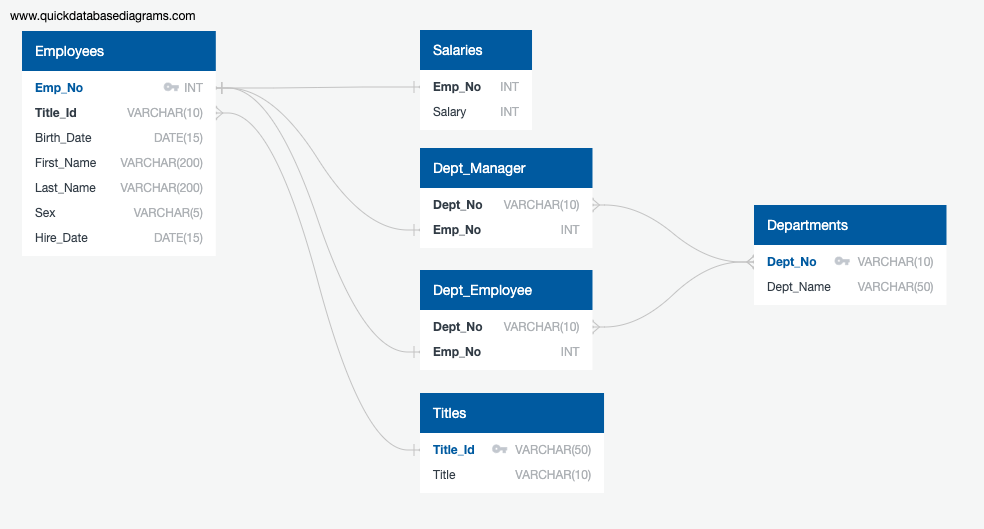 www.quickdatabasediagrams.com
Employees
Emp_No INT
Title_Id VARCHAR(10)
Birth_Date DATE(15)
First_Name VARCHAR(200)
Last_Name VARCHAR(200)
Sex VARCHAR(5)
Hire_Date DATE(15)
Salaries
Emp_No INT
Salary INT
Dept_Manager
Dept_No VARCHAR(10)
Emp_No INT
Dept_Employee
Dept_No VARCHAR(10)
Emp_No INT
Titles
Title_Id VARCHAR(50)
Title VARCHAR(10)
Departments
Dept_No VARCHAR(10)
Dept_Name VARCHAR(50)